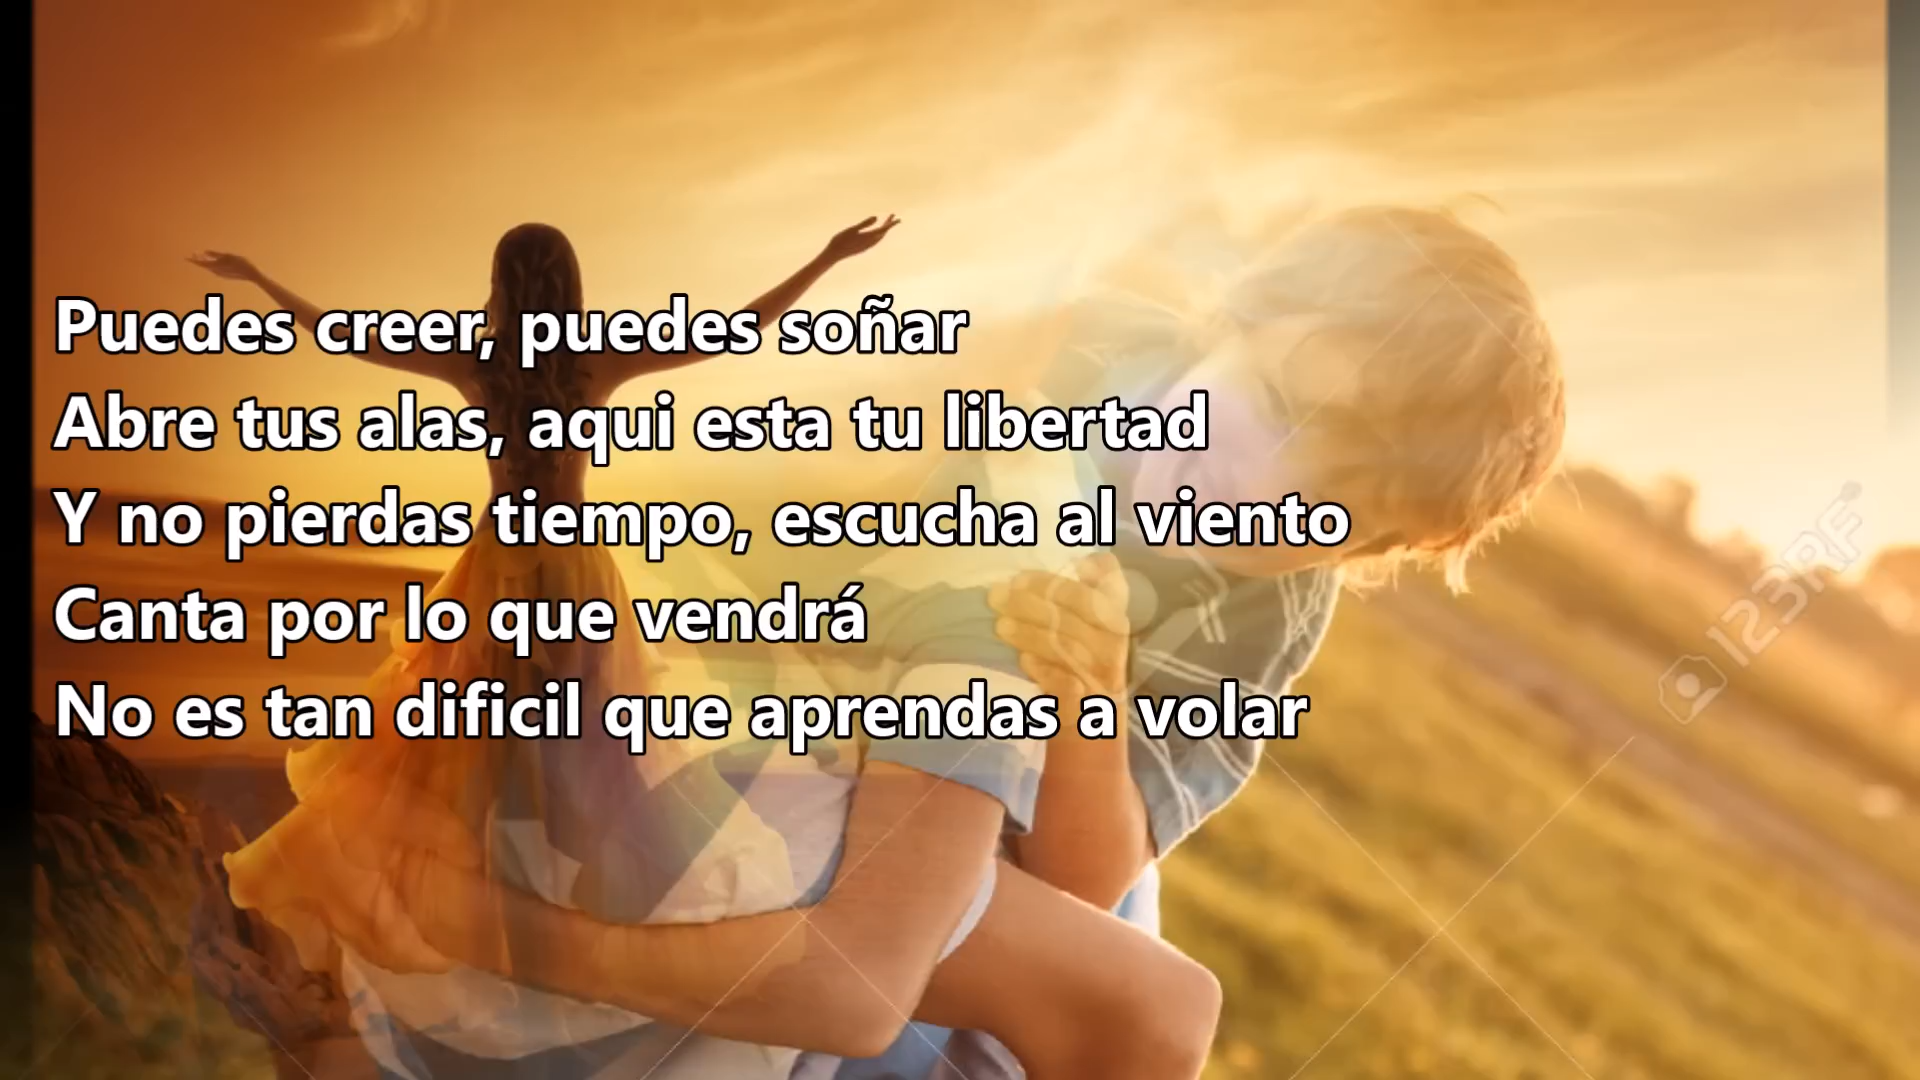 Puedes creer, puedes soñar
Abre tus alas, aqui esta tu libertad
Y no pierdas tiempo, escucha al viento
Canta por lo que vendrá
No es tan dificil que aprendas a volar
123RF